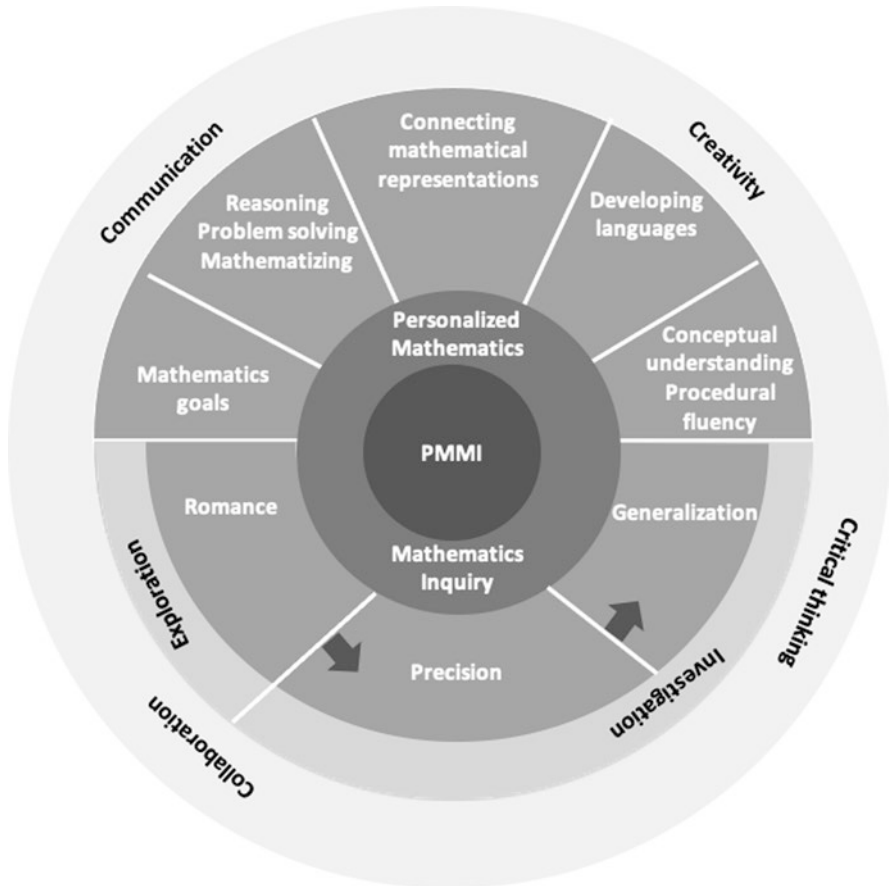 Communication
Creativity
Connecting
mathematical
representations
Reasoning
Problem solving
Mathematizing
Developing
languages
Mathematics
goals
Personalized
Mathematics
Conceptual
understanding
Procedural
fluency
PMMI
Romance
Generalization
Mathematics
Inquiry
Precision
Exploration
Investigation
Collaboration
Critical thinking